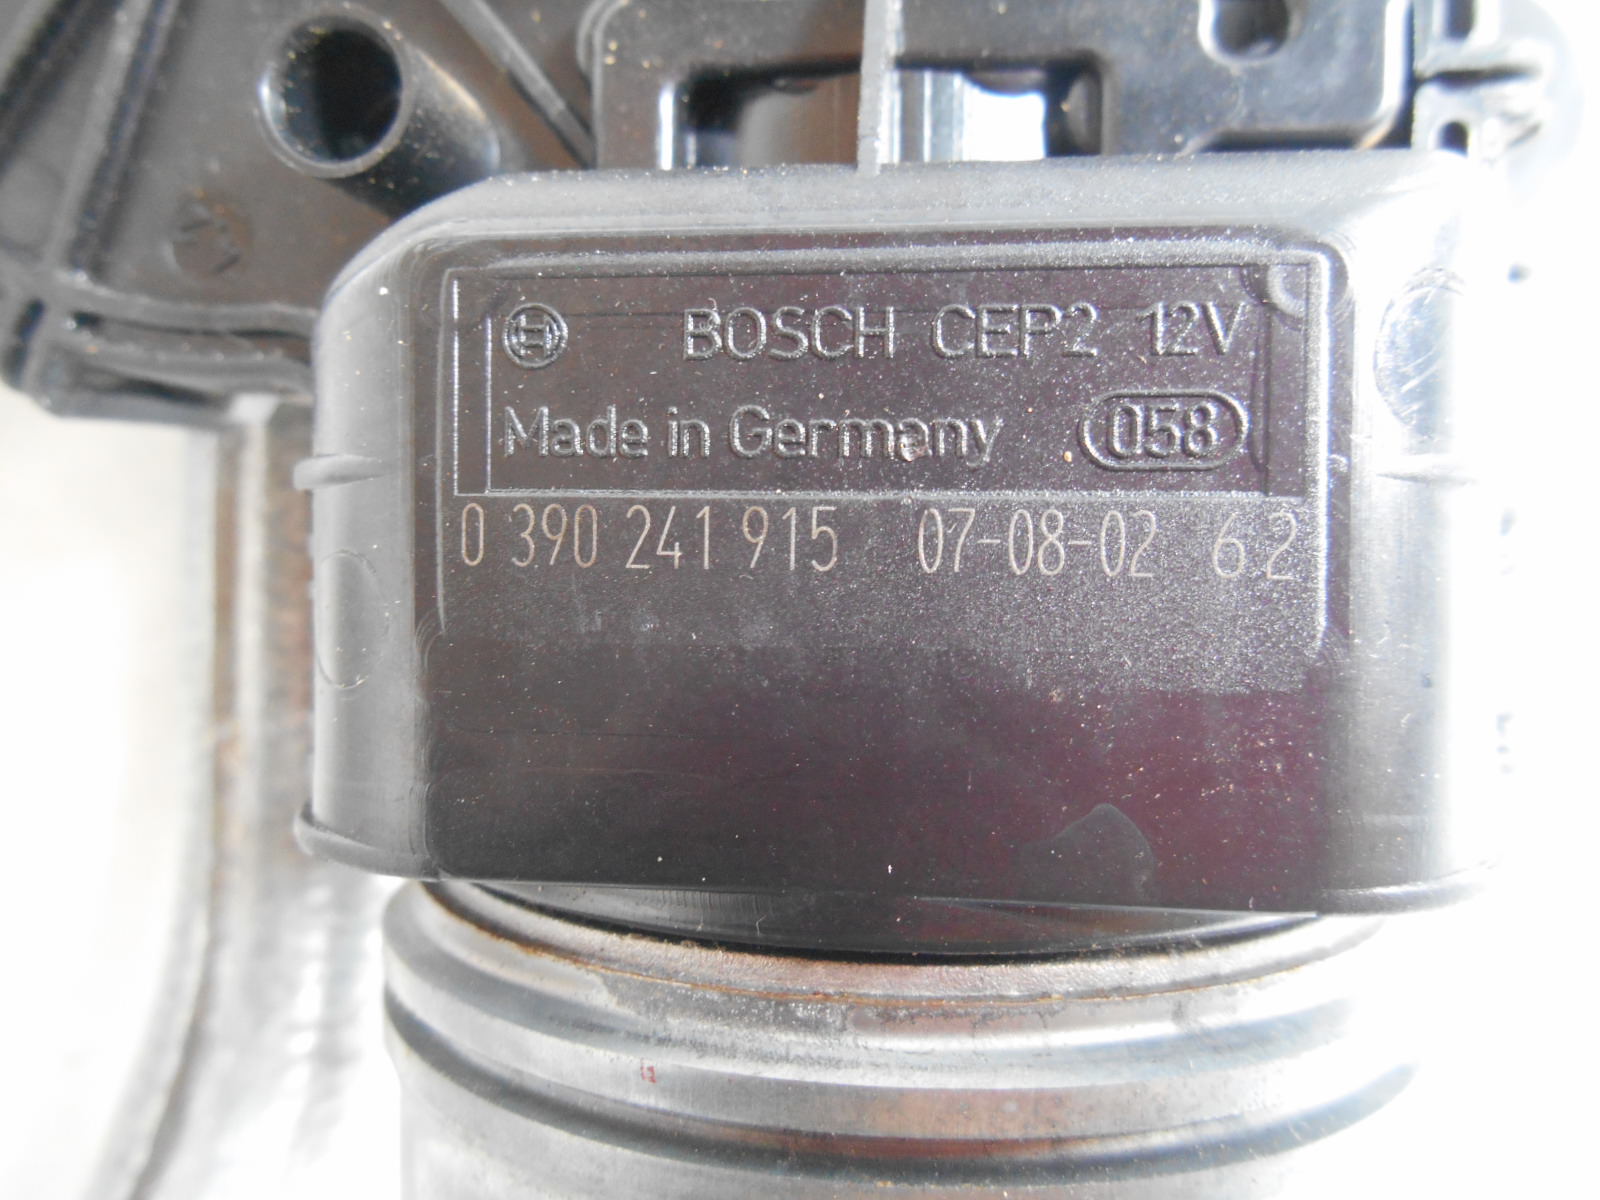 BOSCH CEP2 12V
Made in Germany 058
0 390 241 915 07-08-02 62